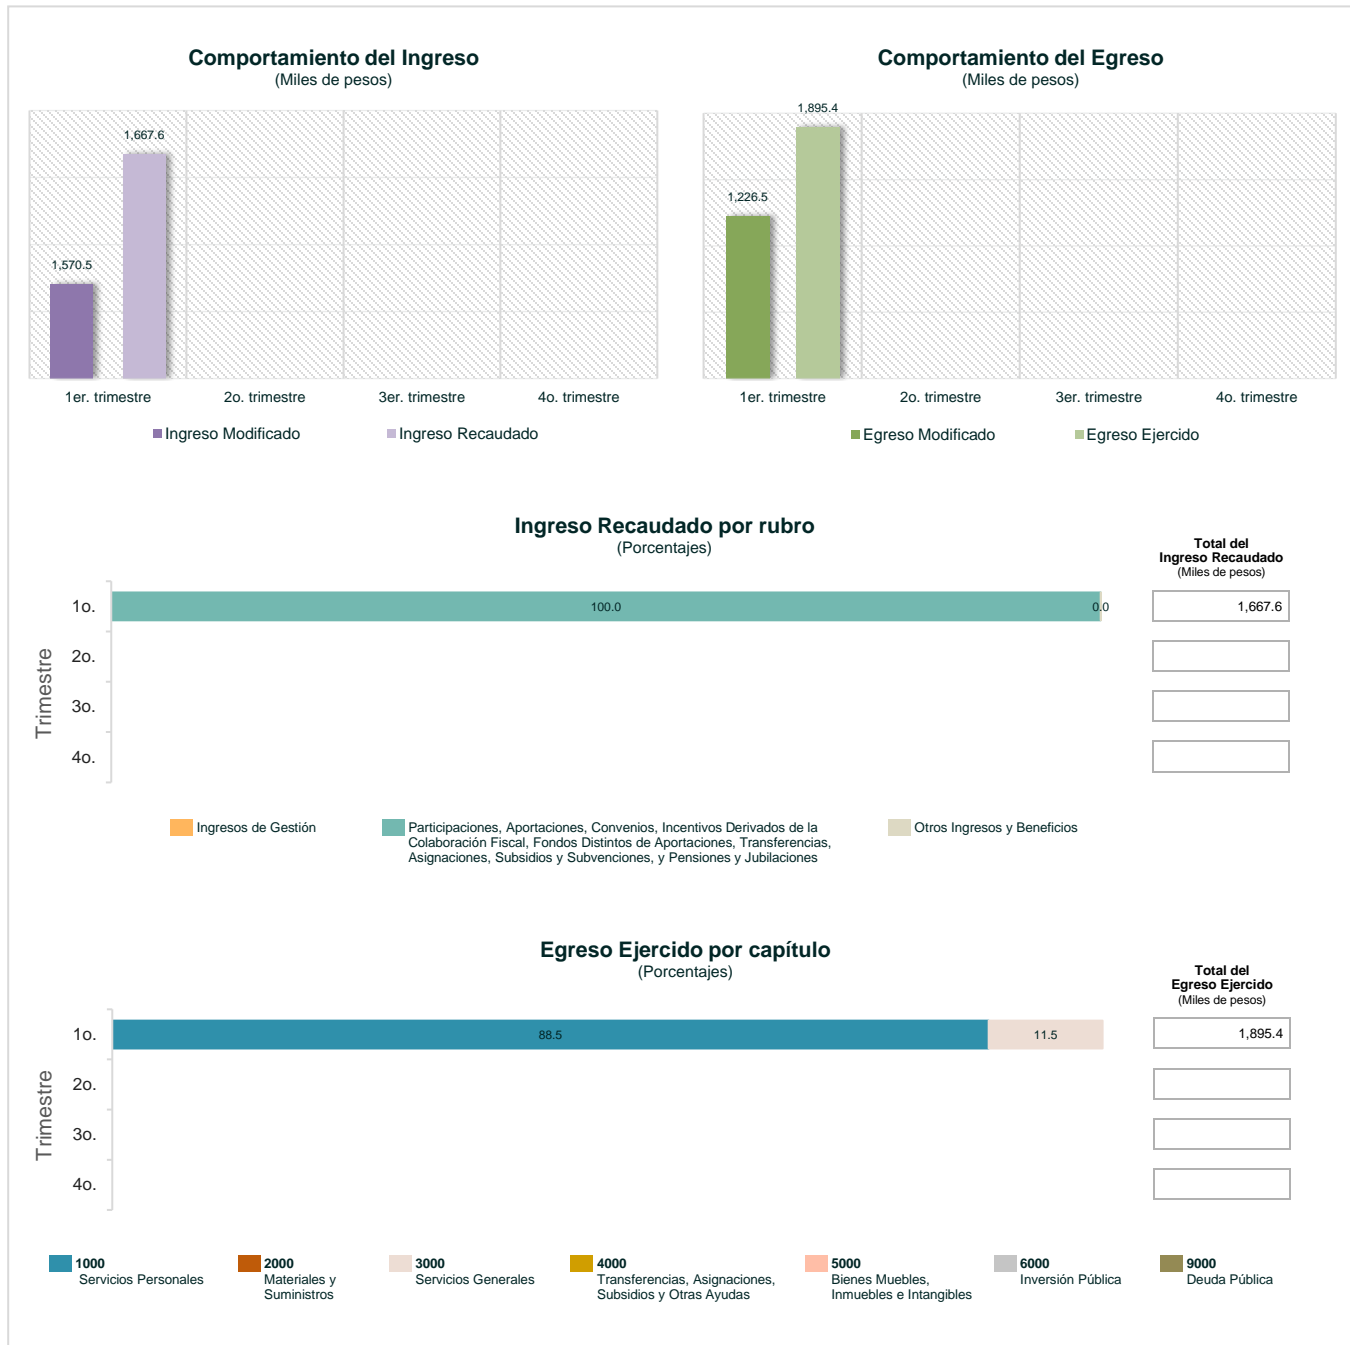 Comportamiento del Ingreso
(Miles de pesos)
1,667.6
1,570.5
1er. trimestre
2o. trimestre
3er. trimestre
4o. trimestre
Ingreso Modificado
Ingreso Recaudado
Comportamiento del Egreso
(Miles de pesos)
1,895.4
1,226.5
1er. trimestre
2o. trimestre
3er. trimestre
4o. trimestre
Egreso Modificado
Egreso Ejercido
Ingreso Recaudado por rubro
(Porcentajes)
Total del
Ingreso Recaudado
(Miles de pesos)
Trimestre
1o.
100.0
0.0
1,667.6
2o.
3o.
4o.
Ingresos de Gestión
Participaciones, Aportaciones, Convenios, Incentivos Derivados de la
Colaboración Fiscal, Fondos Distintos de Aportaciones, Transferencias,
Asignaciones, Subsidios y Subvenciones, y Pensiones y Jubilaciones
Otros Ingresos y Beneficios
Egreso Ejercido por capítulo
(Porcentajes)
Total del
Egreso Ejercido
(Miles de pesos)
Trimestre
1o.
88.5
11.5
1,895.4
2o.
3o.
4o.
1000
Servicios Personales
2000
Materiales y
Suministros
3000
Servicios Generales
4000
Transferencias, Asignaciones,
Subsidios y Otras Ayudas
5000
Bienes Muebles,
Inmuebles e Intangibles
6000
Inversión Pública
9000
Deuda Pública